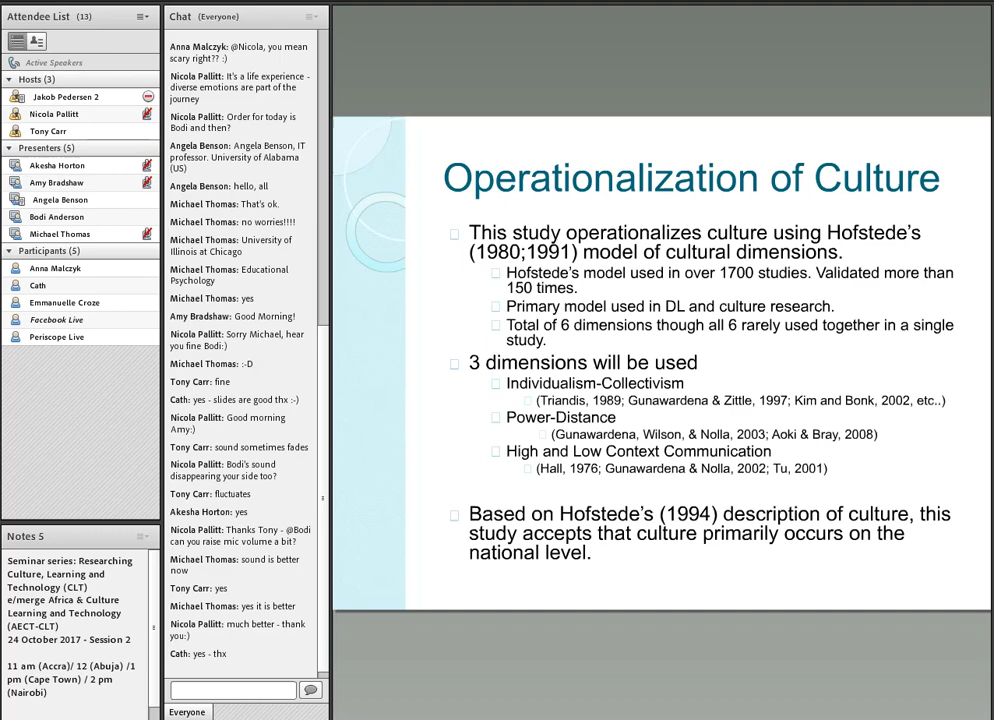 Attendee List (13)
Active Speakers
Hosts (3)
Jakob Pedersen 2
Nicola Pallitt
Tony Carr
Presenters (5)
Akesha Horton
Amy Bradshaw
Angela Benson
Bodi Anderson
Michael Thomas
Participants (5)
Anna Malczyk
Cath
Emmanuelle Croze
Facebook Live
Periscope Live
Notes 5
Seminar series: Researching
Culture, Learning and
Technology (CLT)
e/merge Africa & Culture
Learning and Technology
(AECT-CLT)
24 October 2017 - Session 2
11 am (Accra)/ 12 (Abuja) /1
pm (Cape Town) / 2 pm
(Nairobi)
Chat (Everyone)
Anna Malczyk: @Nicola, you mean
scary right?? :)
Nicola Pallitt: It's a life experience -
diverse emotions are part of the
journey
Nicola Pallitt: Order for today is
Bodi and then?
Angela Benson: Angela Benson, IT
professor. University of Alabama
(US)
Angela Benson: hello, all
Michael Thomas: That's ok.
Michael Thomas: no worries!!!!
Michael Thomas: University of
Illinois at Chicago
Michael Thomas: Educational
Psychology
Michael Thomas: yes
Amy Bradshaw: Good Morning!
Nicola Pallitt: Sorry Michael, hear
you fine Bodi:)
Michael Thomas: :-D
Tony Carr: fine
Cath: yes - slides are good thx :-)
Nicola Pallitt: Good morning
Amy:)
Tony Carr: sound sometimes fades
Nicola Pallitt: Bodi's sound
disappearing your side too?
Tony Carr: fluctuates
Akesha Horton: yes
Nicola Pallitt: Thanks Tony - @Bodi
can you raise mic volume a bit?
Michael Thomas: sound is better
now
Tony Carr: yes
Michael Thomas: yes it is better
Nicola Pallitt: much better - thank
you:)
Cath: yes - thx
Everyone
Operationalization of Culture
This study operationalizes culture using Hofstede's
(1980;1991) model of cultural dimensions.
Hofstede's model used in over 1700 studies. Validated more than
150 times.
Primary model used in DL and culture research.
Total of 6 dimensions though all 6 rarely used together in a single
study.
3 dimensions will be used
Individualism-Collectivism
(Triandis, 1989; Gunawardena & Zittle, 1997; Kim and Bonk, 2002, etc..)
Power-Distance
(Gunawardena, Wilson, & Nolla, 2003; Aoki & Bray, 2008)
High and Low Context Communication
(Hall, 1976; Gunawardena & Nolla, 2002; Tu, 2001)
Based on Hofstede's (1994) description of culture, this
study accepts that culture primarily occurs on the
national level.